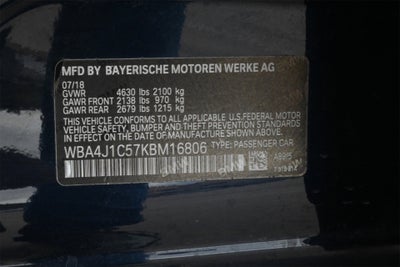 MFD BY BAYERISCHE MOTOREN WERKE AG
07/18
GVWR 4630 lbs 2100 kg
GAWR FRONT 2138 lbs 970 kg
GAWR REAR 2679 lbs 1215 kg
THIS VEHICLE CONFORMS TO ALL APPLICABLE U.S.FEDERAL MOTOR
VEHICLE SAFETY, BUMPER, AND THEFT PREVENTION STANDARDS
IN EFFECT ON THE DATE OF MANUFACTURE SHOWN ABOVE.
WBA4J1C57KBM16806 TYPE: PASSENGER CAR